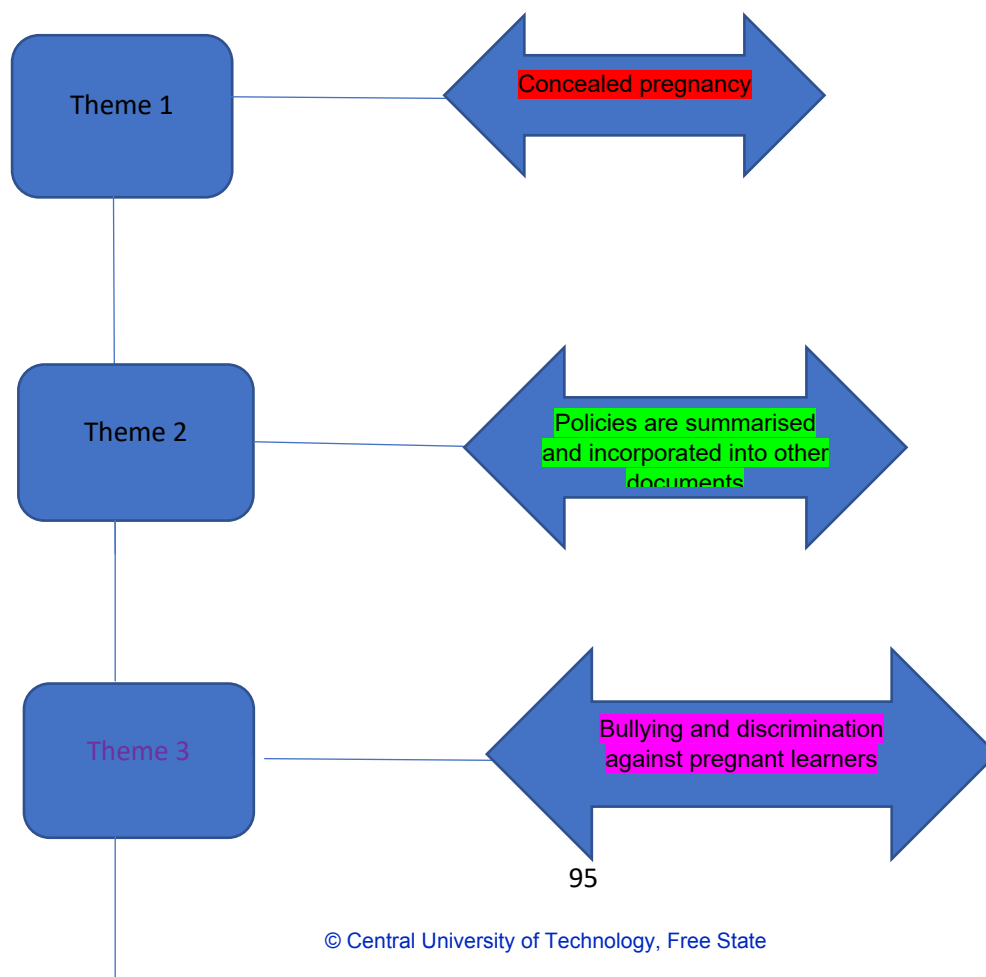 Theme 1
Concealed pregnancy
Theme 2
Policies are summarised
and incorporated into other
documents
Theme 3
Bullying and discrimination
against pregnant learners
95
© Central University of Technology, Free State